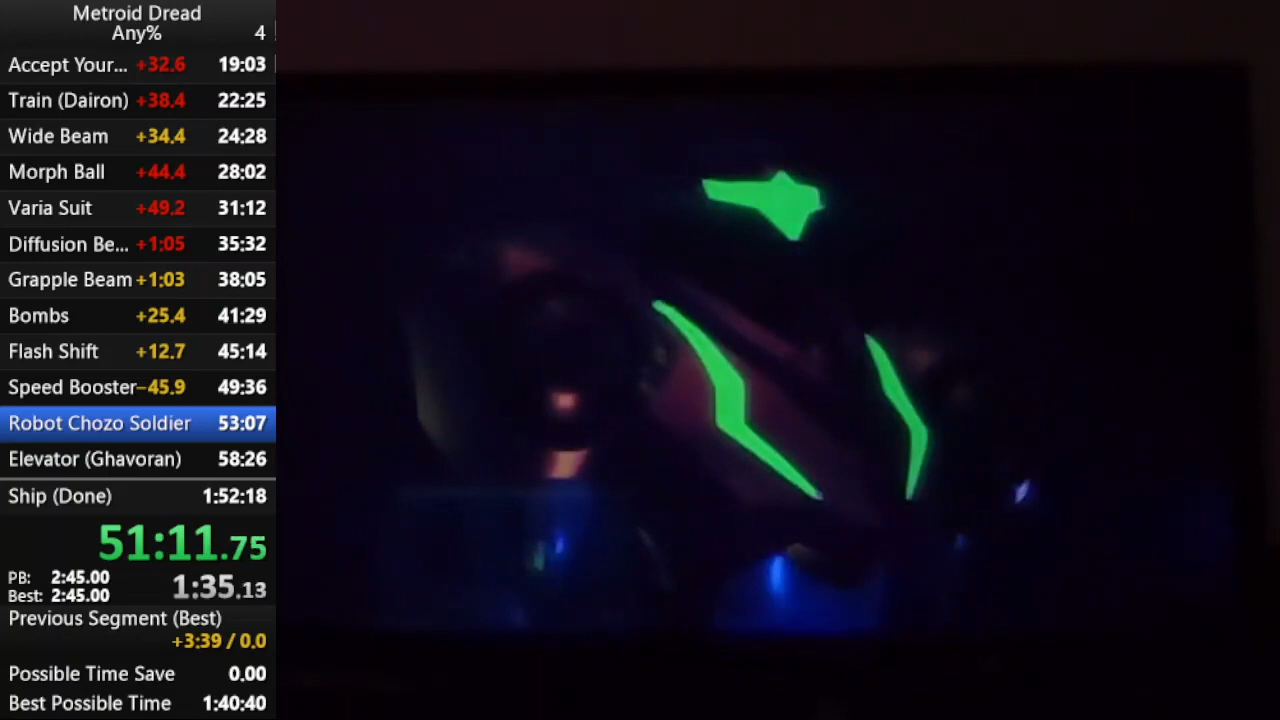 Metroid Dread
Any%
4
Accept Your... +32.6 19:03
Train (Dairon) +38.4 22:25
Wide Beam +34.4 24:28
Morph Ball +44.4 28:02
Varia Suit +49.2 31:12
Diffusion Be... +1:05 35:32
Grapple Beam +1:03 38:05
Bombs +25.4 41:29
Flash Shift +12.7 45:14
Speed Booster −45.9 49:36
Robot Chozo Soldier 53:07
Elevator (Ghavoran) 58:26
Ship (Done) 1:52:18
51:11.75
PB: 2:45.00
Best: 2:45.00
1:35.13
Previous Segment (Best)
+3:39 / 0.0
Possible Time Save 0.00
Best Possible Time 1:40:40